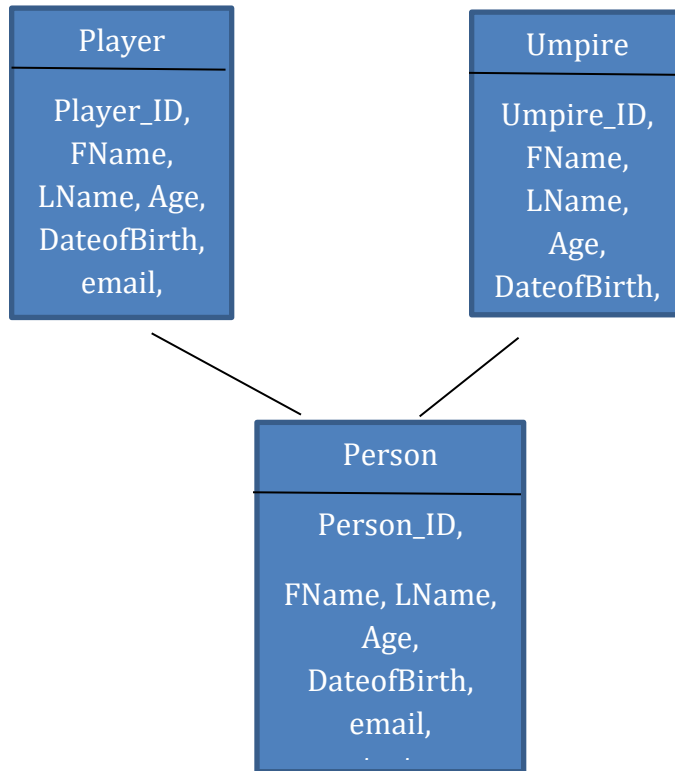 Player
Player_ID,
FName,
LName, Age,
DateofBirth,
email,
Umpire
Umpire_ID,
FName,
LName,
Age,
DateofBirth,
Person
Person_ID,
FName, LName,
Age,
DateofBirth,
email,